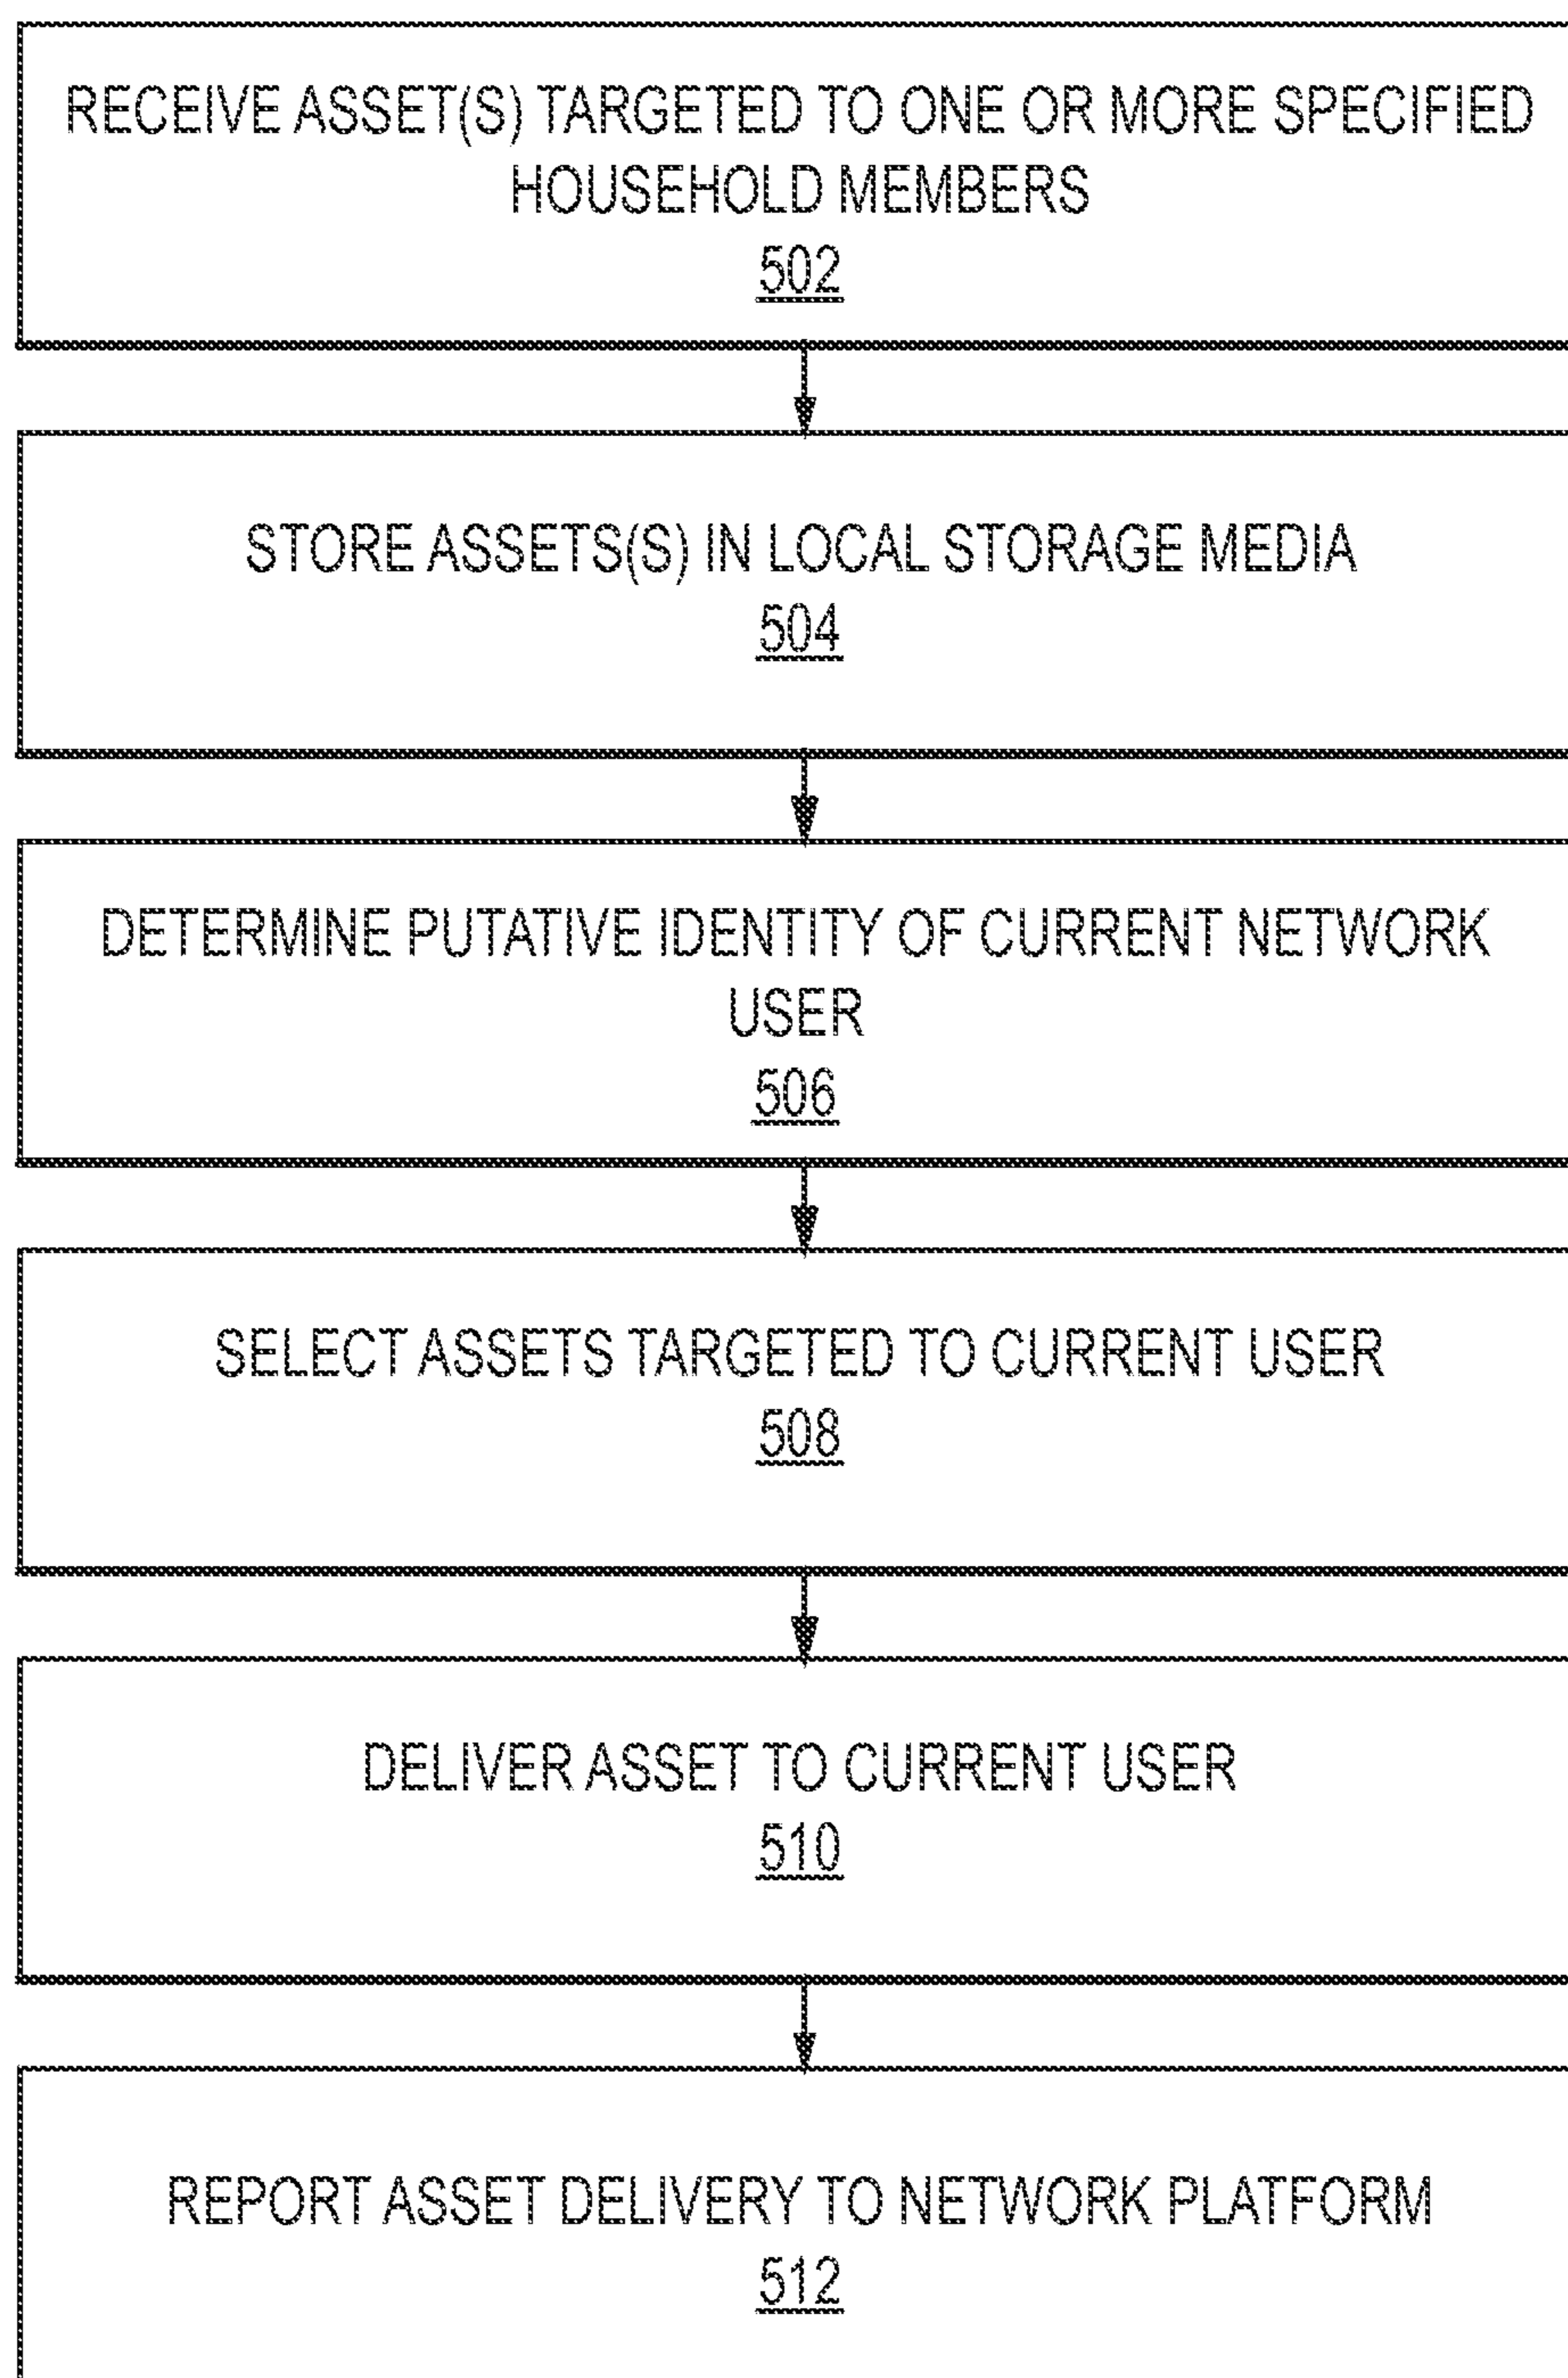 RECEIVE ASSET(S) TARGETED TO ONE OR MORE SPECIFIED
HOUSEHOLD MEMBERS
502
STORE ASSETS(S) IN LOCAL STORAGE MEDIA
504
DETERMINE PUTATIVE IDENTITY OF CURRENT NETWORK
USER
506
SELECT ASSETS TARGETED TO CURRENT USER
508
DELIVER ASSET TO CURRENT USER
510
REPORT ASSET DELIVERY TO NETWORK PLATFORM
512